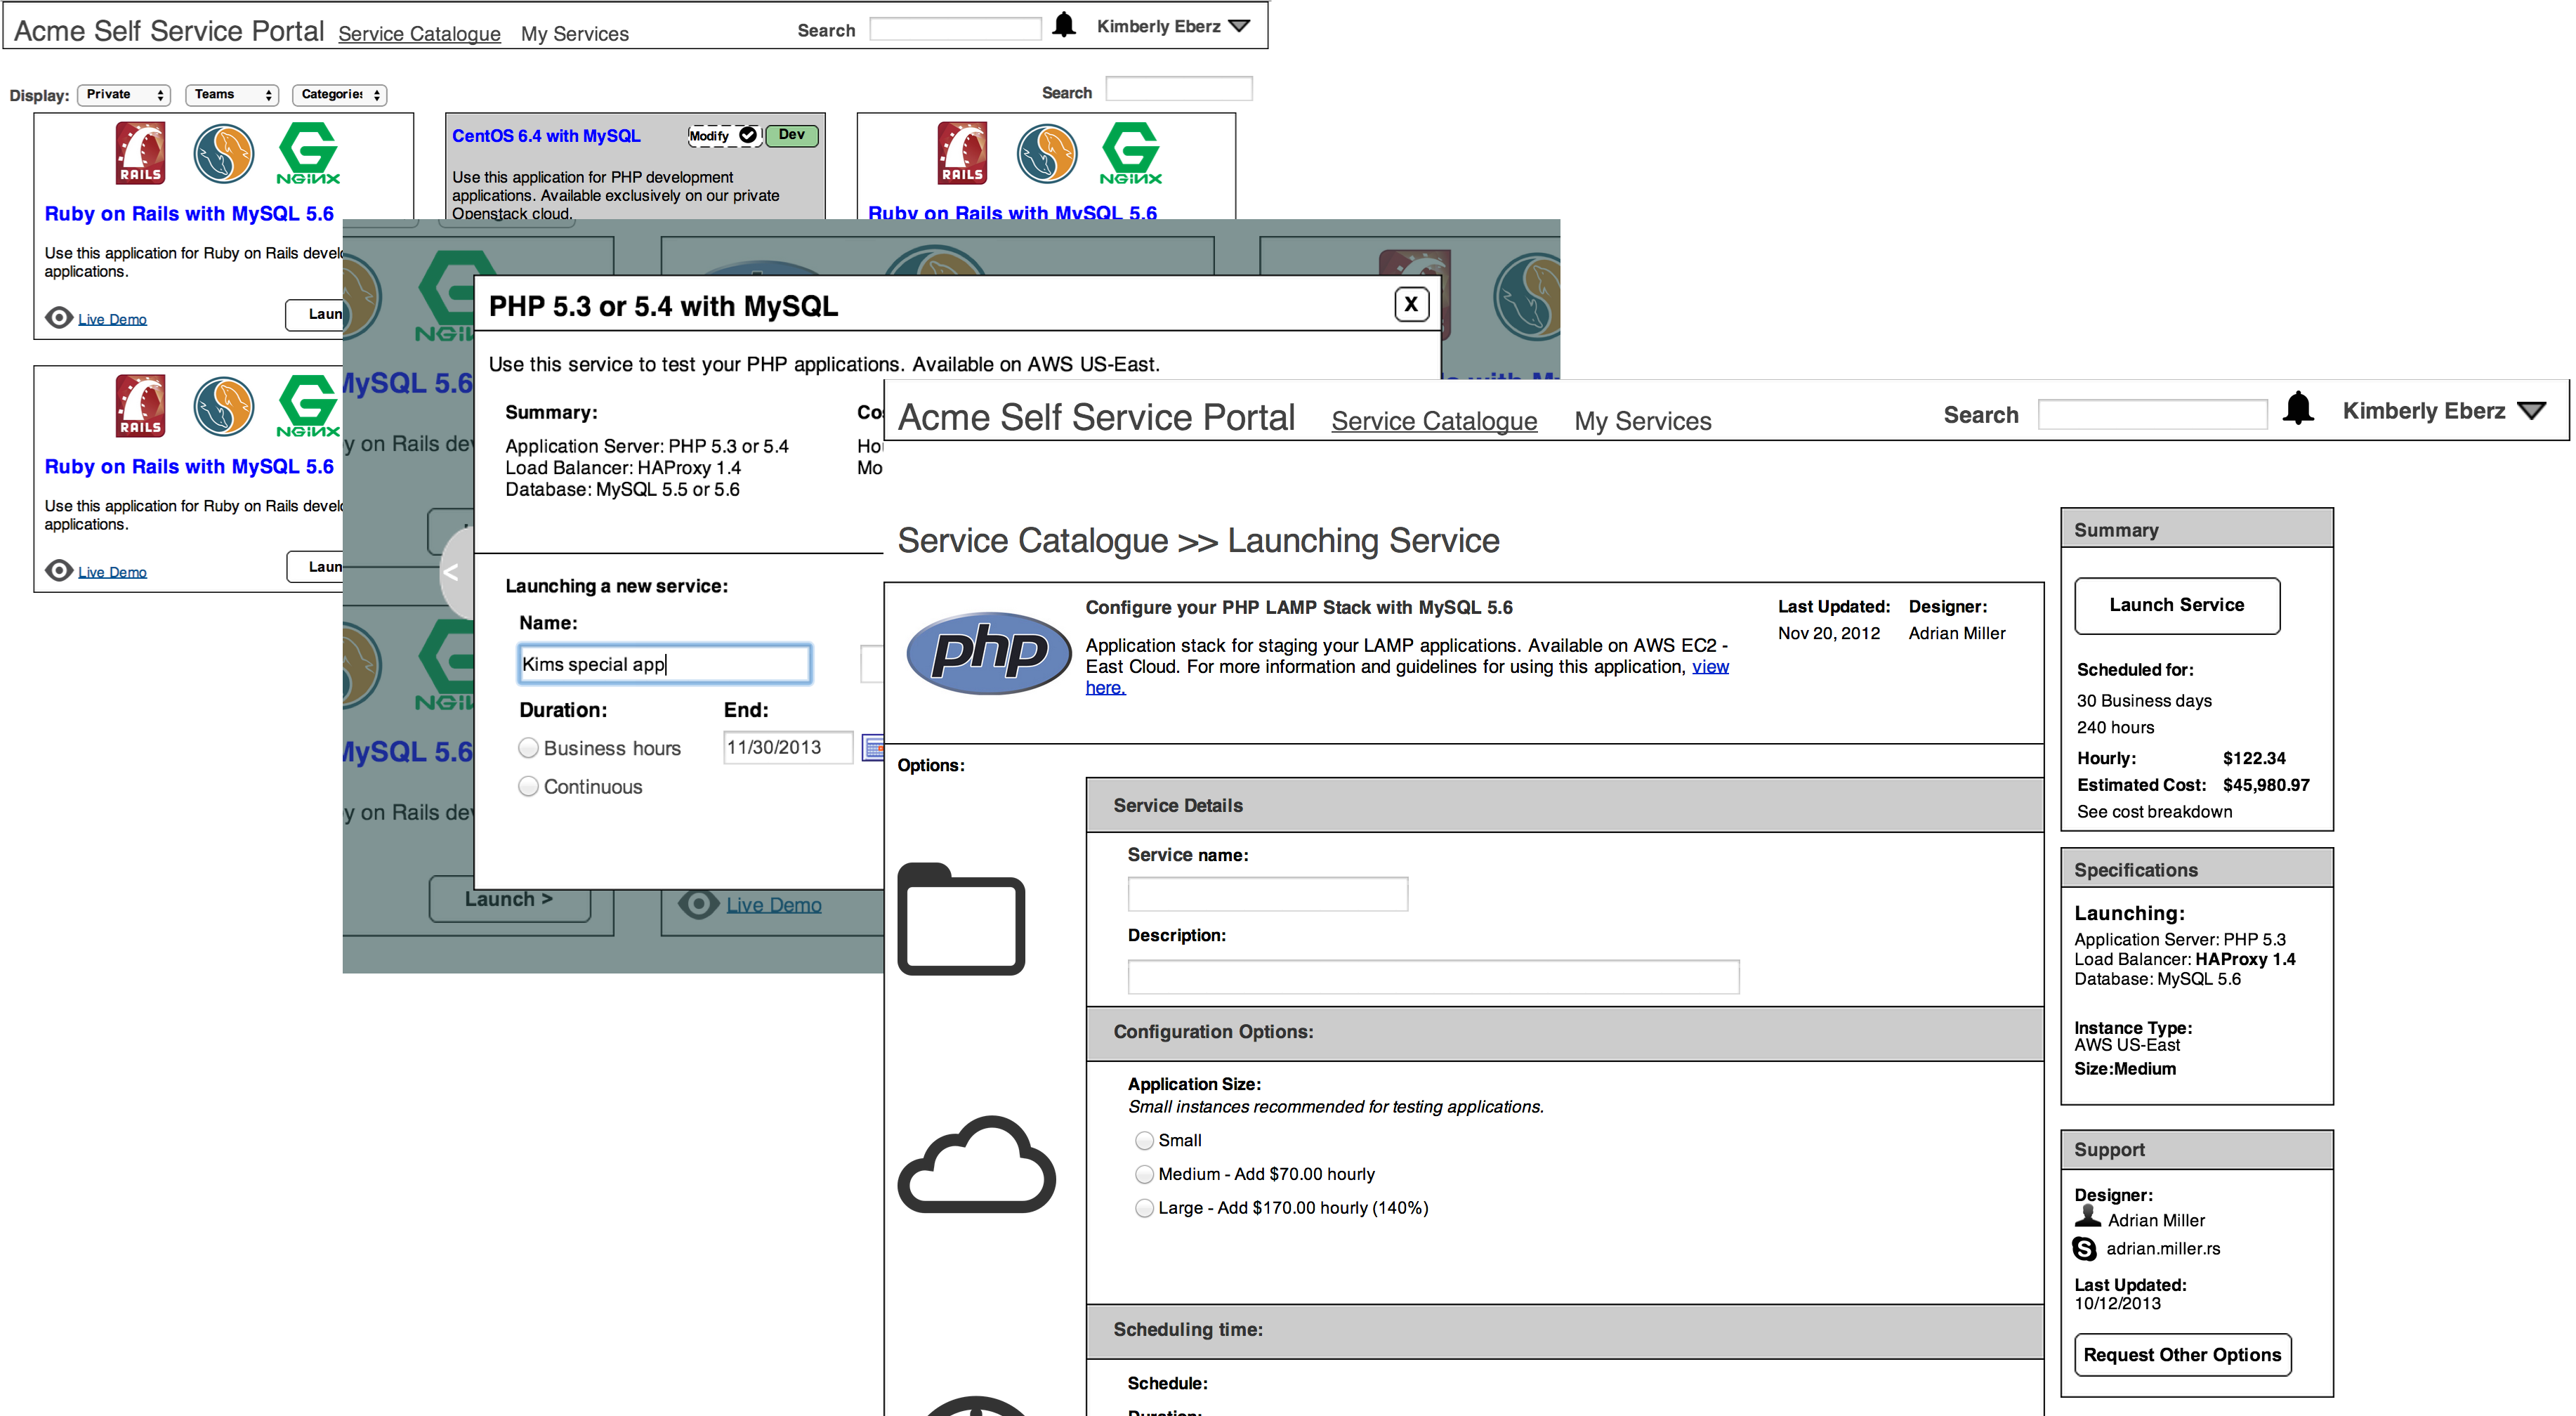 Acme Self Service Portal Service Catalogue My Services Search Kimberly Eberz
Display: Private Teams Search
RAILS NGiNX
Ruby on Rails with MySQL 5.6
Use this application for Ruby on Rails
applications.
Live Demo
CentOS 6.4 with MySQL Modify Dev
Use this application for PHP development
applications. Available exclusively on our private
Openstack cloud.
RAILS NGiNX
Ruby on Rails with MySQL 5.6
RAILS NGiNX
Ruby on Rails with MySQL 5.6
Use this application for Ruby on Rails
applications.
Live Demo
MySQL 5.6
on Rails
<
MySQL 5.6
on Rails
Launch >
Live Demo
PHP 5.3 or 5.4 with MySQL X
Use this service to test your PHP applications. Available on AWS US-East.
Summary:
Application Server: PHP 5.3 or 5.4
Load Balancer: HAProxy 1.4
Database: MySQL 5.5 or 5.6
Launching a new service:
Name:
Kims special app
Duration: End:
Business hours 11/30/2013
Continuous
Acme Self Service Portal Service Catalogue My Services Search Kimberly Eberz
Service Catalogue >> Launching Service
php
Configure your PHP LAMP Stack with MySQL 5.6
Application stack for staging your LAMP applications. Available on AWS EC2 -
East Cloud. For more information and guidelines for using this application, view
here.
Last Updated: Designer:
Nov 20, 2012 Adrian Miller
Options:
Service Details
Service name:
Description:
Configuration Options:
Application Size:
Small instances recommended for testing applications.
Small
Medium - Add $70.00 hourly
Large - Add $170.00 hourly (140%)
Scheduling time:
Schedule:
Duration:
Summary
Launch Service
Scheduled for:
30 Business days
240 hours
Hourly: $122.34
Estimated Cost: $45,980.97
See cost breakdown
Specifications
Launching:
Application Server: PHP 5.3
Load Balancer: HAProxy 1.4
Database: MySQL 5.6
Instance Type:
AWS US-East
Size:Medium
Support
Designer:
Adrian Miller
adrian.miller.rs
Last Updated:
10/12/2013
Request Other Options